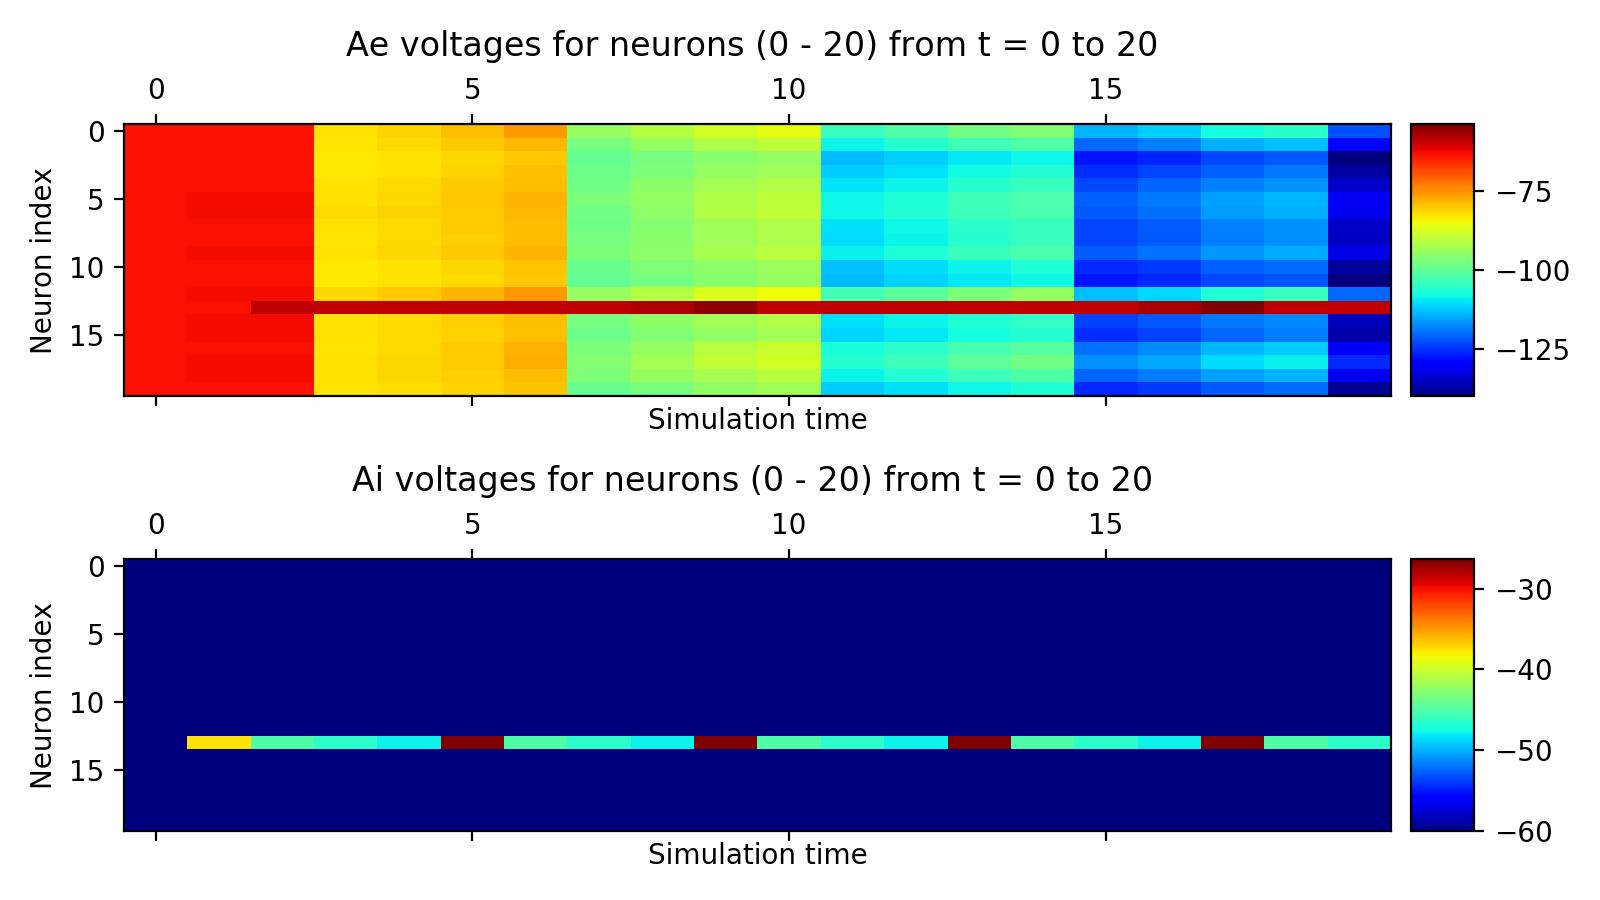 Ae voltages for neurons (0 - 20) from t = 0 to 20
0 5 10 15
Neuron index
0
5
10
15
−75
−100
−125
Simulation time
Ai voltages for neurons (0 - 20) from t = 0 to 20
0 5 10 15
Neuron index
0
5
10
15
−30
−40
−50
−60
Simulation time